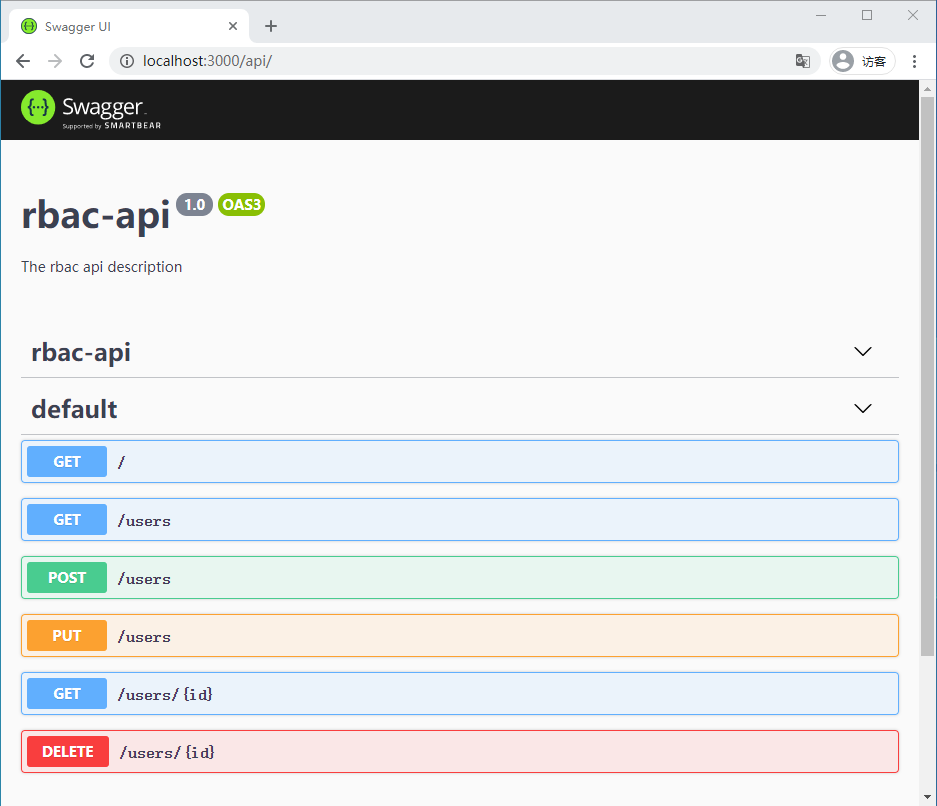 Swagger UI
localhost:3000/api/
访客
{...} Swagger
Supported by SMARTBEAR
rbac-api 1.0 OAS3
The rbac api description
rbac-api
default
GET /
GET /users
POST /users
PUT /users
GET /users/{id}
DELETE /users/{id}